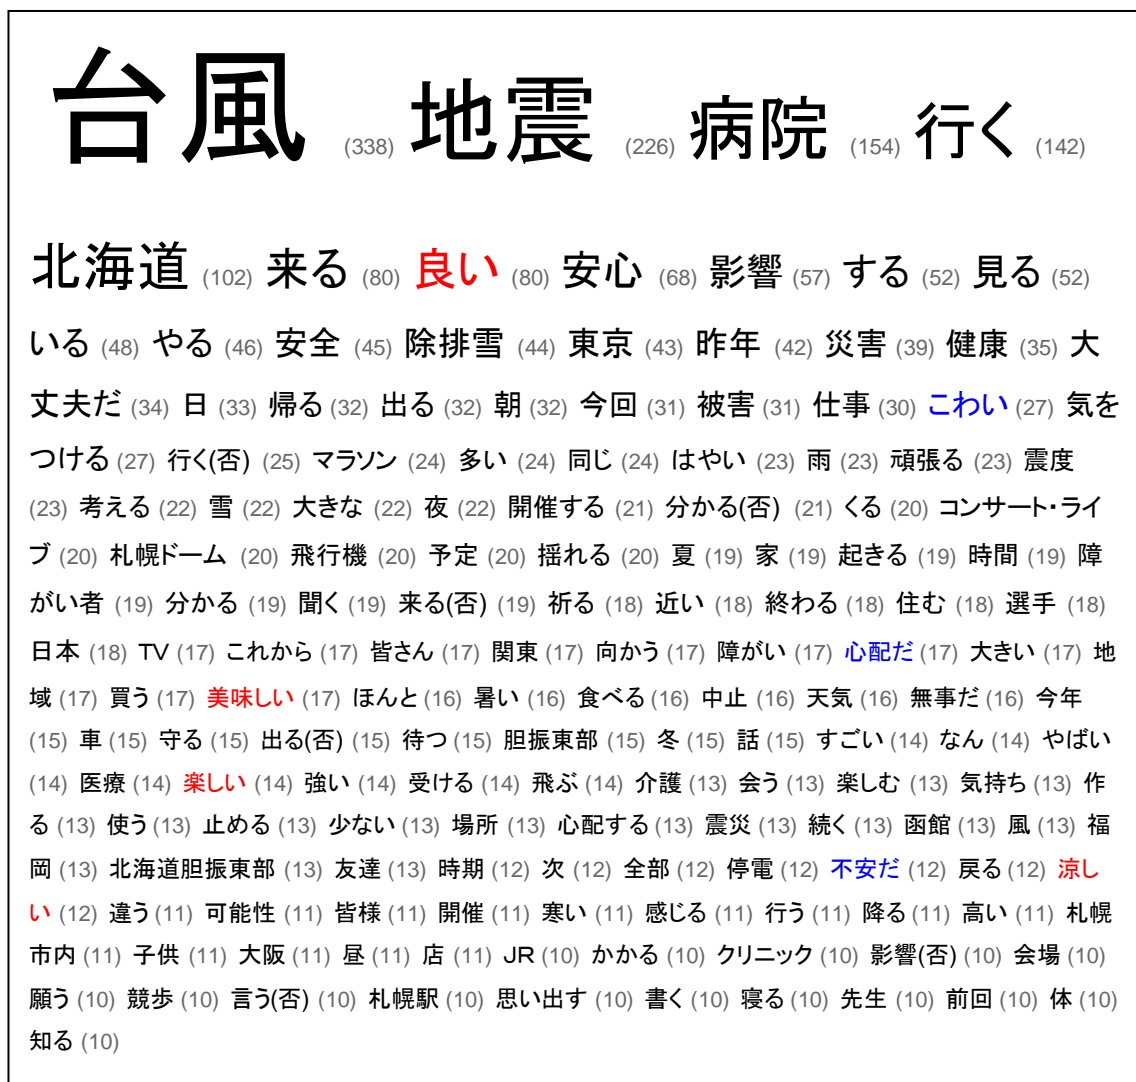 台風 (338) 地震 (226) 病院 (154) 行く (142)
北海道 (102) 来る (80) 良い (80) 安心 (68) 影響 (57) する (52) 見る (52)
いる (48) やる (46) 安全 (45) 除排雪 (44) 東京 (43) 昨年 (42) 災害 (39) 健康 (35) 大
丈夫だ (34) 日 (33) 帰る (32) 出る (32) 朝 (32) 今回 (31) 被害 (31) 仕事 (30) こわい (27) 気を
つける (27) 行く(否) (25) マラソン (24) 多い (24) 同じ (24) はやい (23) 雨 (23) 頑張る (23) 震度
(23) 考える (22) 雪 (22) 大きな (22) 夜 (22) 開催する (21) 分かる(否) (21) くる (20) コンサート・ライ
ブ (20) 札幌ドーム (20) 飛行機 (20) 予定 (20) 揺れる (20) 夏 (19) 家 (19) 起きる (19) 時間 (19) 障
がい者 (19) 分かる (19) 聞く (19) 来る(否) (19) 祈る (18) 近い (18) 終わる (18) 住む (18) 選手 (18)
日本 (18) TV (17) これから (17) 皆さん (17) 関東 (17) 向かう (17) 障がい (17) 心配だ (17) 大きい (17) 地
域 (17) 買う (17) 美味しい (17) ほんと (16) 暑い (16) 食べる (16) 中止 (16) 天気 (16) 無事だ (16) 今年
(15) 車 (15) 守る (15) 出る(否) (15) 待つ (15) 胆振東部 (15) 冬 (15) 話 (15) すごい (14) なん (14) やばい
(14) 医療 (14) 楽しい (14) 強い (14) 受ける (14) 飛ぶ (14) 介護 (13) 会う (13) 楽しむ (13) 気持ち (13) 作
る (13) 使う (13) 止める (13) 少ない (13) 場所 (13) 心配する (13) 震災 (13) 続く (13) 函館 (13) 風 (13) 福
岡 (13) 北海道胆振東部 (13) 友達 (13) 時期 (12) 次 (12) 全部 (12) 停電 (12) 不安だ (12) 戻る (12) 涼し
い (12) 違う (11) 可能性 (11) 皆様 (11) 開催 (11) 寒い (11) 感じる (11) 行う (11) 降る (11) 高い (11) 札幌
市内 (11) 子供 (11) 大阪 (11) 昼 (11) 店 (11) JR (10) かかる (10) クリニック (10) 影響(否) (10) 会場 (10)
願う (10) 競歩 (10) 言う(否) (10) 札幌駅 (10) 思い出す (10) 書く (10) 寝る (10) 先生 (10) 前回 (10) 体 (10)
知る (10)